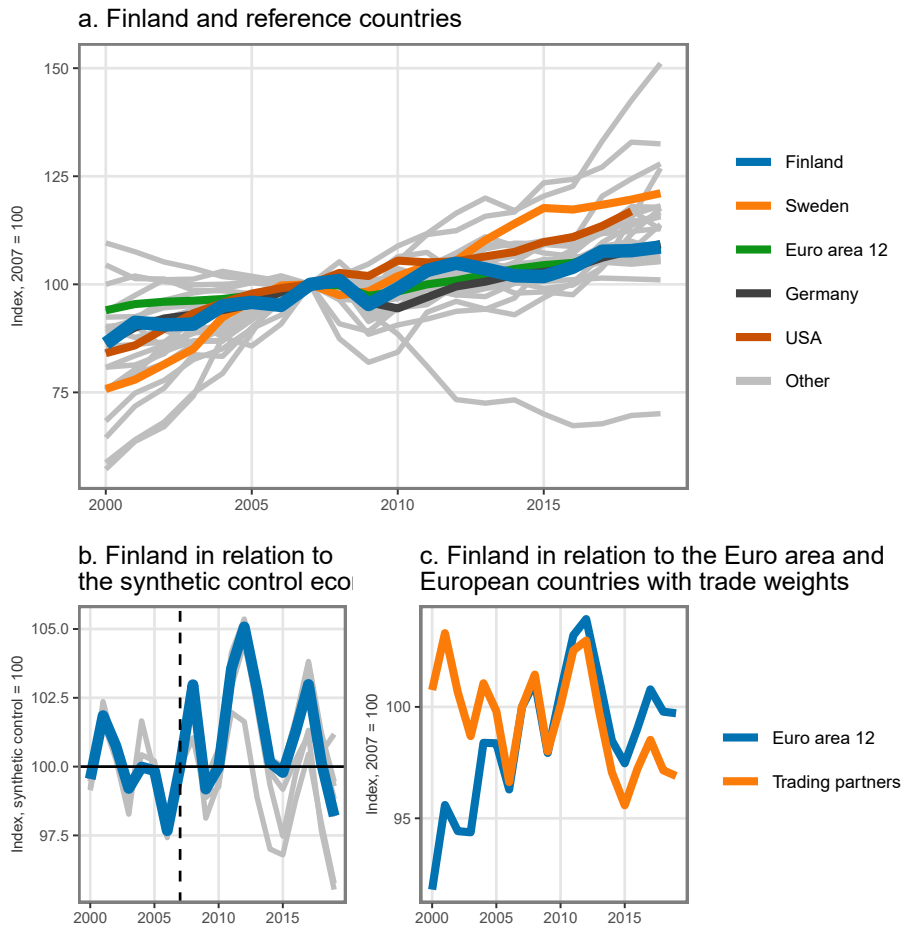 a. Finland and reference countries
150
125
100
75
Index, 2007 = 100
2000
2005
2010
2015
Finland
Sweden
Euro area 12
Germany
USA
Other
b. Finland in relation to
the synthetic control eco
105.0
102.5
100.0
97.5
Index, synthetic control = 100
2000
2005
2010
2015
c. Finland in relation to the Euro area and
European countries with trade weights
100
95
Index, 2007 = 100
2000
2005
2010
2015
Euro area 12
Trading partners